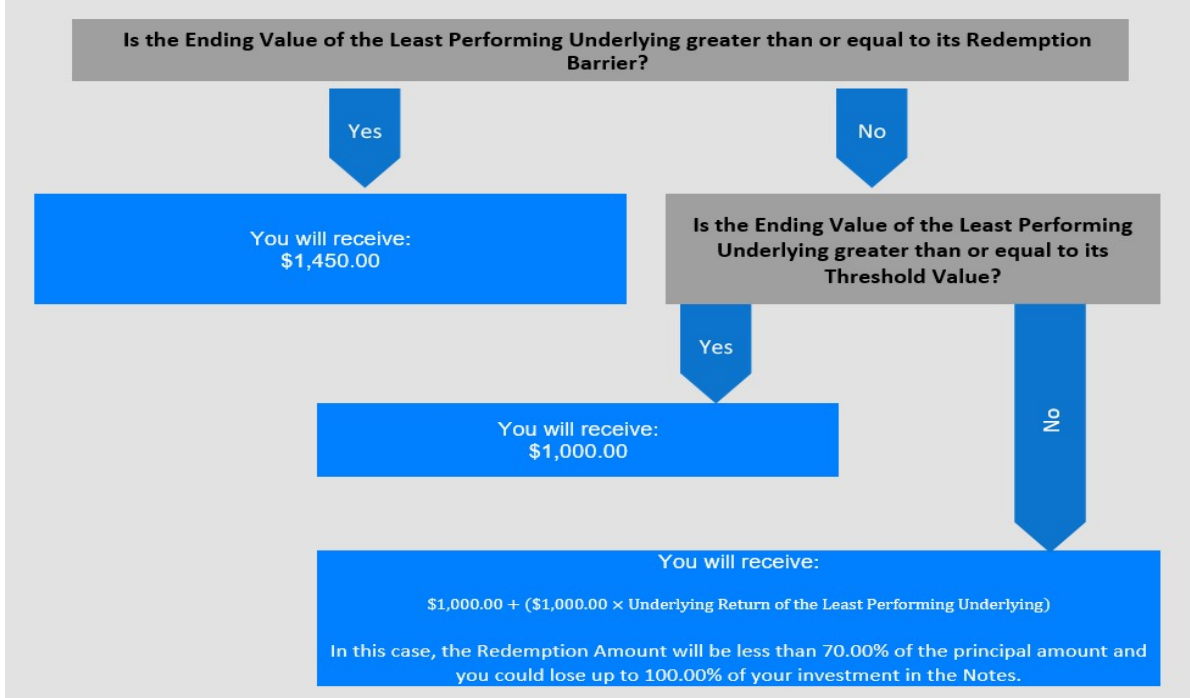 Is the Ending Value of the Least Performing Underlying greater than or equal to its Redemption
Barrier?
Yes
No
You will receive:
$1,450.00
Is the Ending Value of the Least Performing
Underlying greater than or equal to its
Threshold Value?
Yes
No
You will receive:
$1,000.00
You will receive:
$1,000.00 + ($1,000.00 × Underlying Return of the Least Performing Underlying)
In this case, the Redemption Amount will be less than 70.00% of the principal amount and
you could lose up to 100.00% of your investment in the Notes.